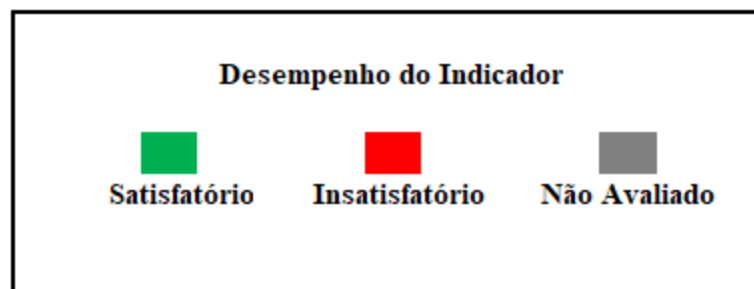 Desempenho do Indicador
Satisfatório Insatisfatório Não Avaliado